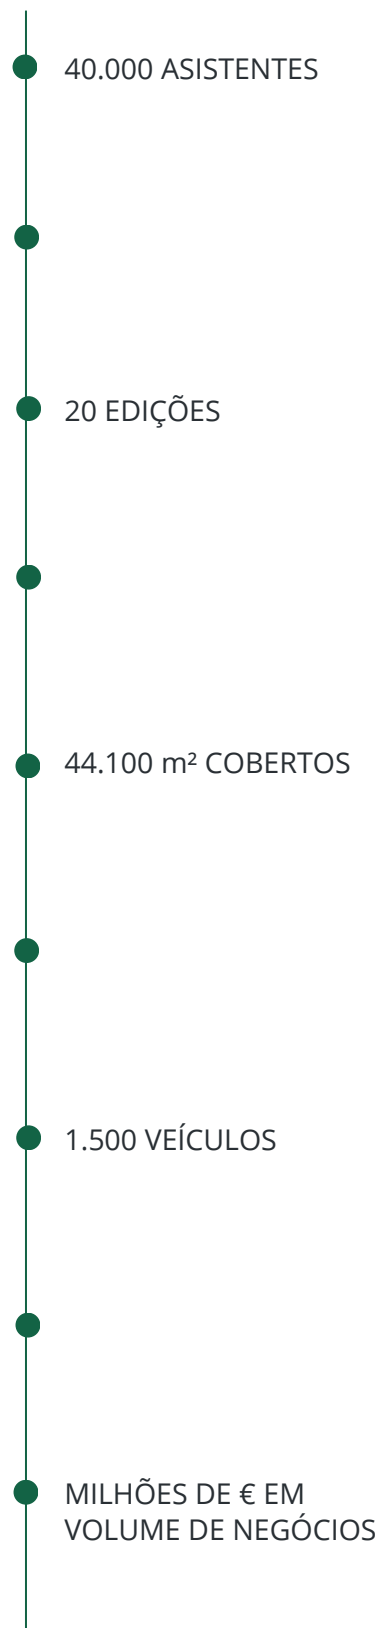 40.000 ASISTENTES
20 EDIÇÕES
44.100 m² COBERTOS
1.500 VEÍCULOS
MILHÕES DE € EM
VOLUME DE NEGÓCIOS